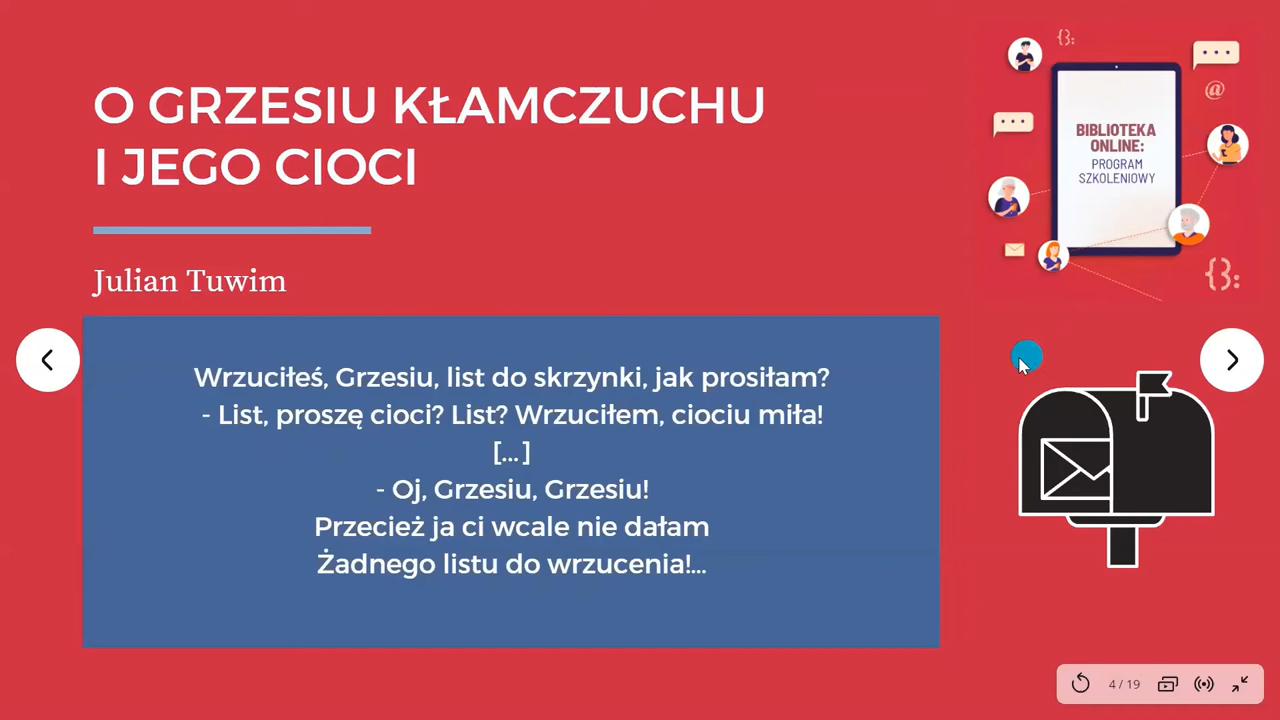 O GRZESIU KŁAMCZUCHU
I JEGO CIOCI
Julian Tuwim
Wrzuciłeś, Grzesiu, list do skrzynki, jak prosiłam?
- List, proszę cioci? List? Wrzuciłem, ciociu miła!
[...]
- Oj, Grzesiu, Grzesiu!
Przecież ja ci wcale nie dałam
Żadnego listu do wrzucenia!...
{}:
@
BIBLIOTEKA
ONLINE:
PROGRAM
SZKOLENIOWY
{}:
4 / 19